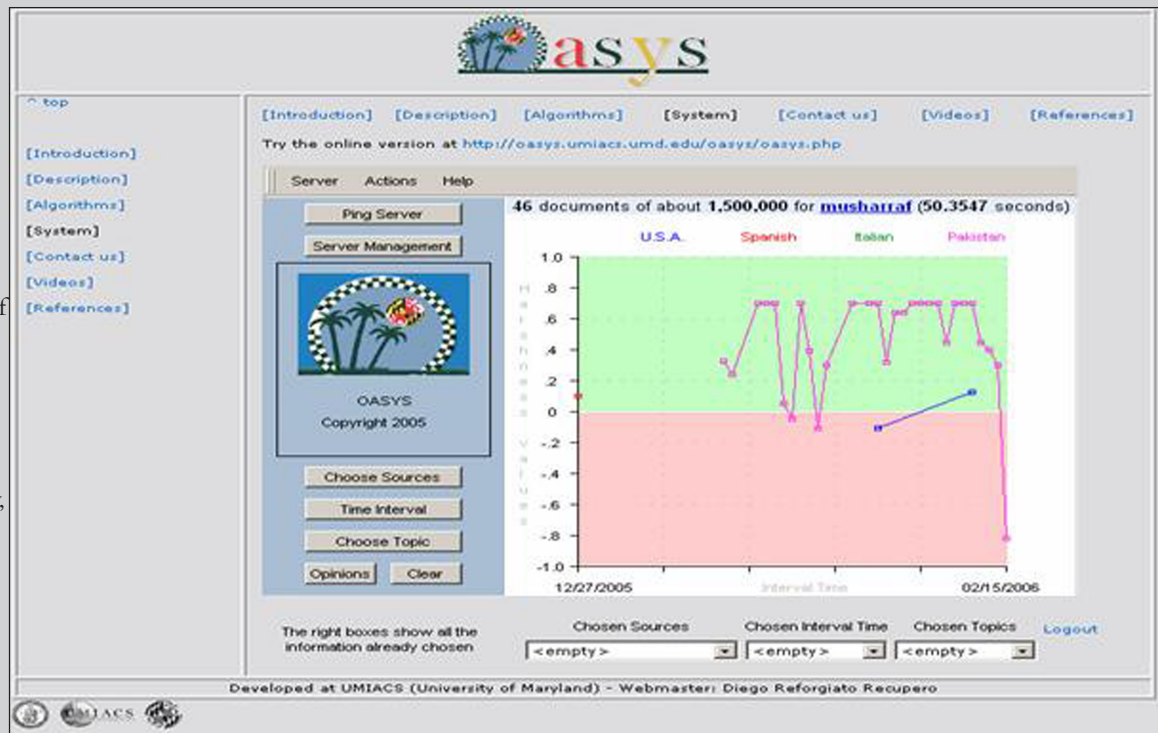 Oasys
^ top
[Introduction]
[Description]
[Algorithms]
[System]
[Contact us]
[Videos]
[References]
[Introduction] [Description] [Algorithms] [System] [Contact us] [Videos] [References]
Try the online version at http://oasys.umiacs.umd.edu/oasys/oasys.php
Server Actions Help
Ping Server
Server Management
OASYS
Copyright 2005
Choose Sources
Time Interval
Choose Topic
Opinions Clear
46 documents of about 1,500,000 for musharraf (50.3547 seconds)
U.S.A. Spanish Italian Pakistan
Harshness Values
1.0
.8
.6
.4
.2
0
-.2
-.4
-.6
-.8
-1.0
12/27/2005 Interval Time 02/15/2006
The right boxes show all the
information already chosen
Chosen Sources Chosen Interval Time Chosen Topics Logout
<empty> <empty> <empty>
Developed at UMIACS (University of Maryland) - Webmaster: Diego Reforgiato Recupero
UMIACS
f
,